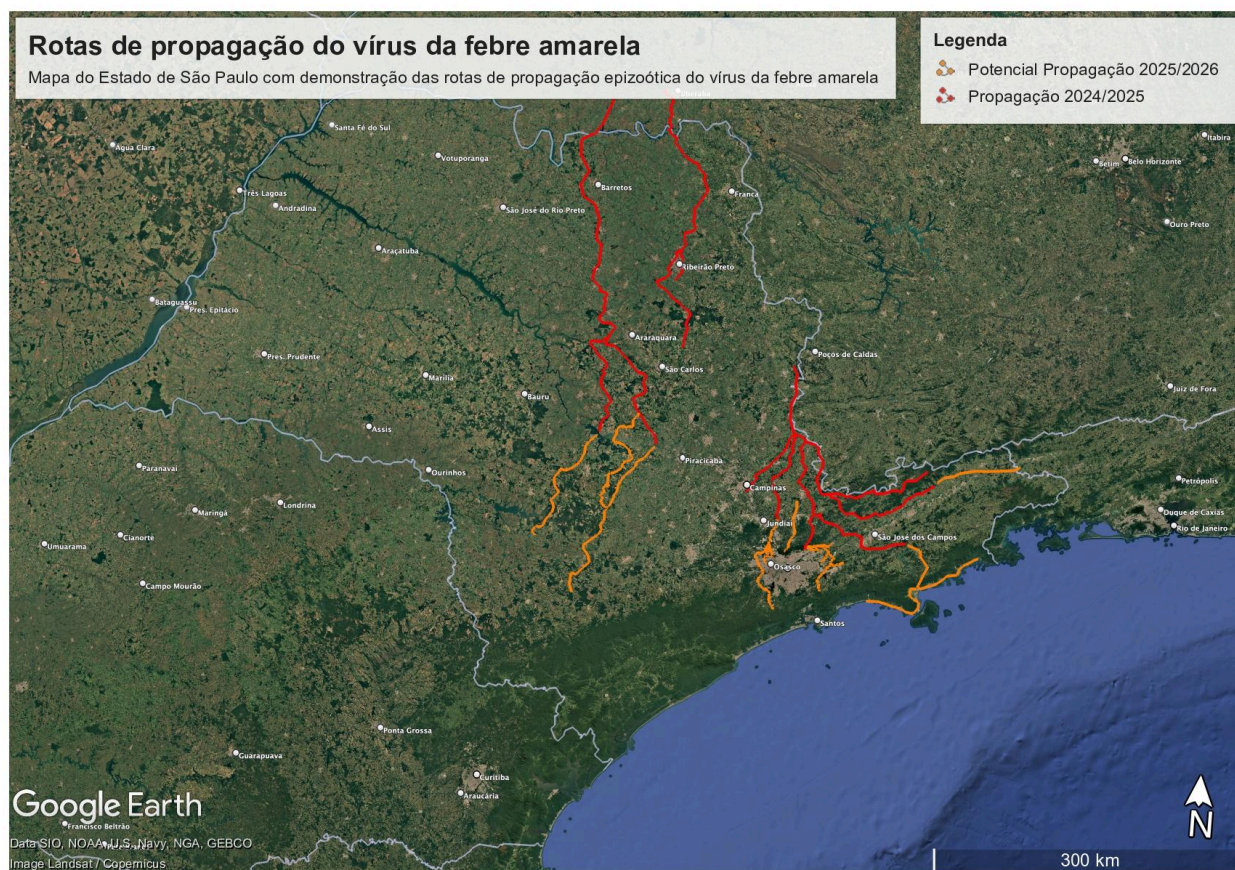 Rotas de propagação do vírus da febre amarela
Mapa do Estado de São Paulo com demonstração das rotas de propagação epizoótica do vírus da febre amarela
Legenda
Potencial Propagação 2025/2026
Propagação 2024/2025
Santa Fé do Sul
Água Clara
Votuporanga
Itabira
Betim
Belo Horizonte
Três Lagoas
Andradina
Barretos
Franca
São José do Rio Preto
Ouro Preto
Araçatuba
Ribeirão Preto
Bataguassu
Pres. Epitácio
Araraquara
Pres. Prudente
Poços de Caldas
São Carlos
Marília
Bauru
Juiz de Fora
Assis
Paranavaí
Ourinhos
Piracicaba
Campinas
Petrópolis
Maringá
Londrina
Duque de Caxias
Jundiaí
Rio de Janeiro
Cianorte
Umuarama
São José dos Campos
Osasco
Campo Mourão
Santos
Ponta Grossa
Guarapuava
Curitiba
Araucária
Google Earth
Francisco Beltrão
Data SIO, NOAA, U.S. Navy, NGA, GEBCO
Image Landsat / Copernicus
N
300 km